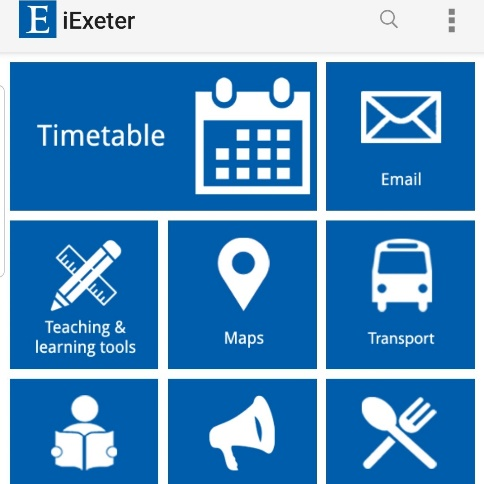 E iExeter
Timetable
Email
Teaching &
learning tools
Maps
Transport